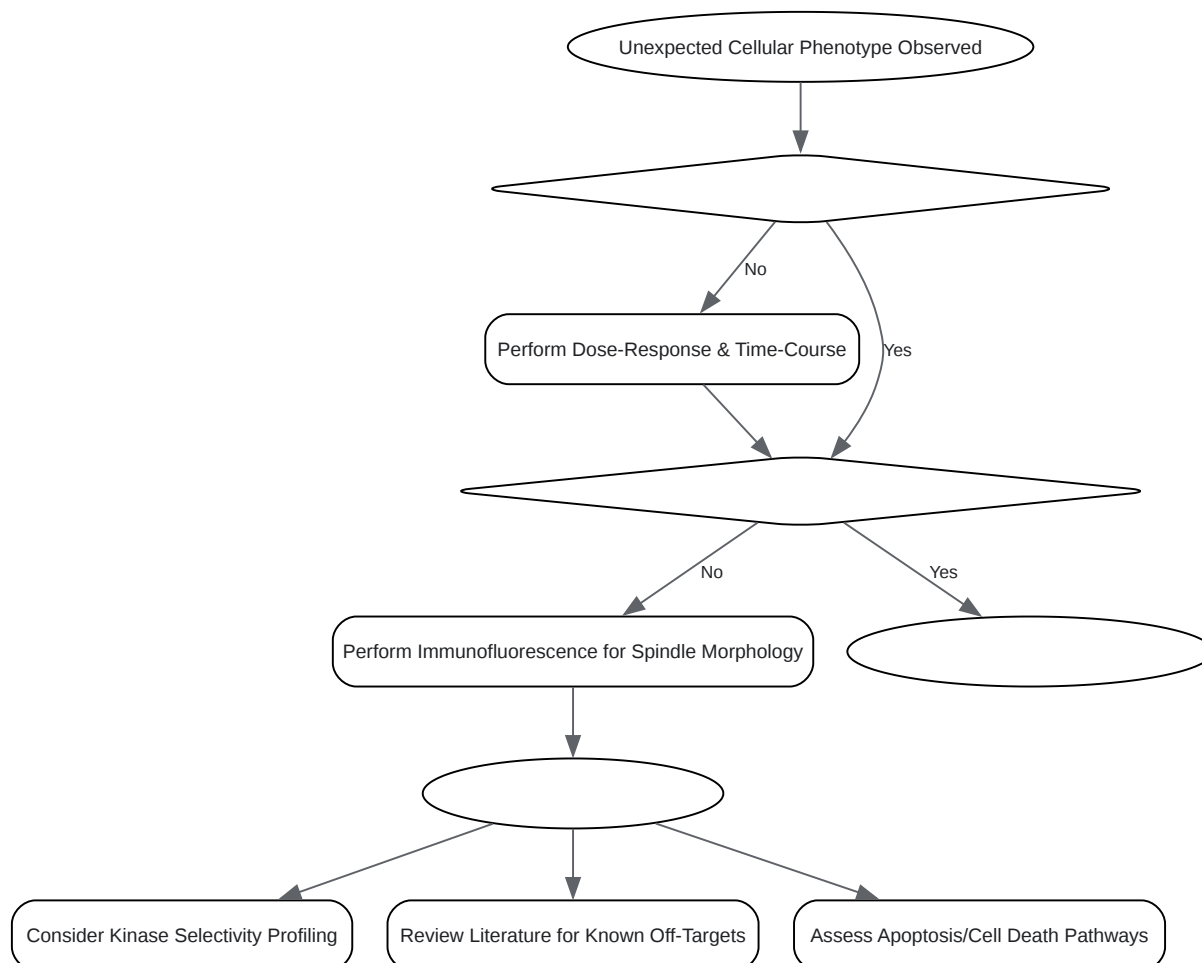 Unexpected Cellular Phenotype Observed
No
Perform Dose-Response & Time-Course
Yes
No
Yes
Perform Immunofluorescence for Spindle Morphology
Consider Kinase Selectivity Profiling
Review Literature for Known Off-Targets
Assess Apoptosis/Cell Death Pathways